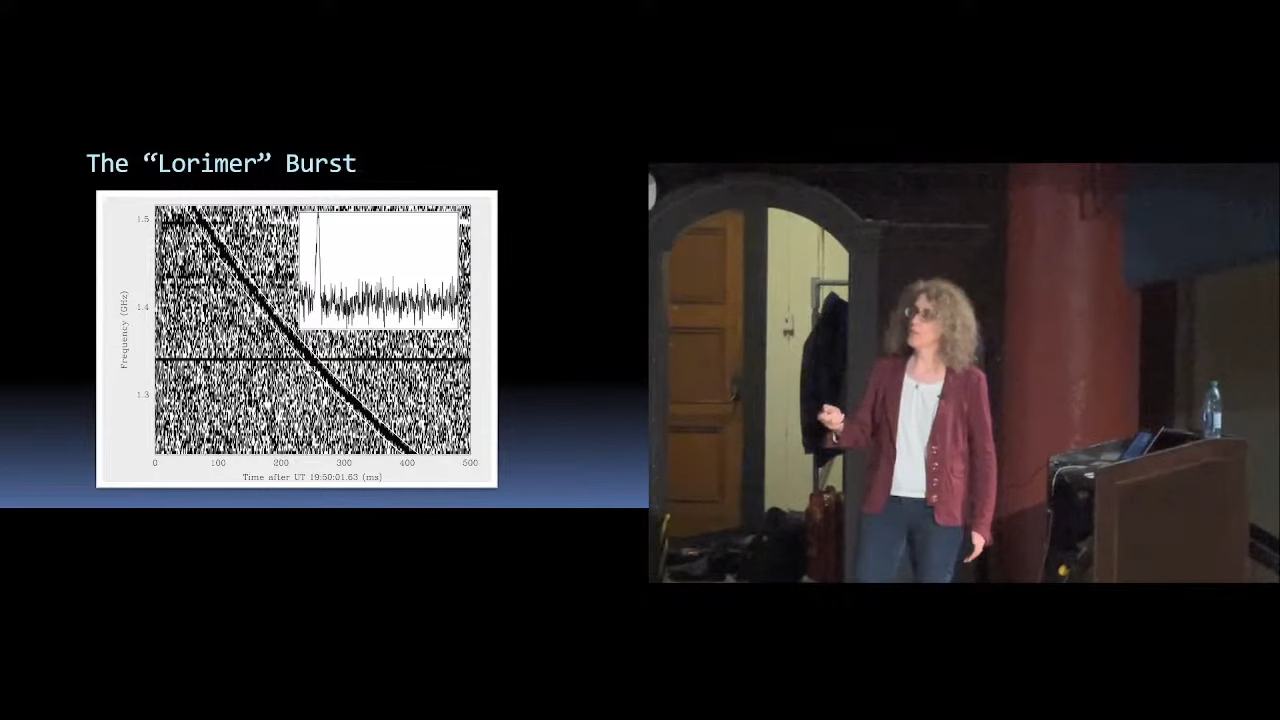 The “Lorimer” Burst
1.5
1.4
1.3
Frequency (GHz)
0 100 200 300 400 500
Time after UT 19:50:01.63 (ms)